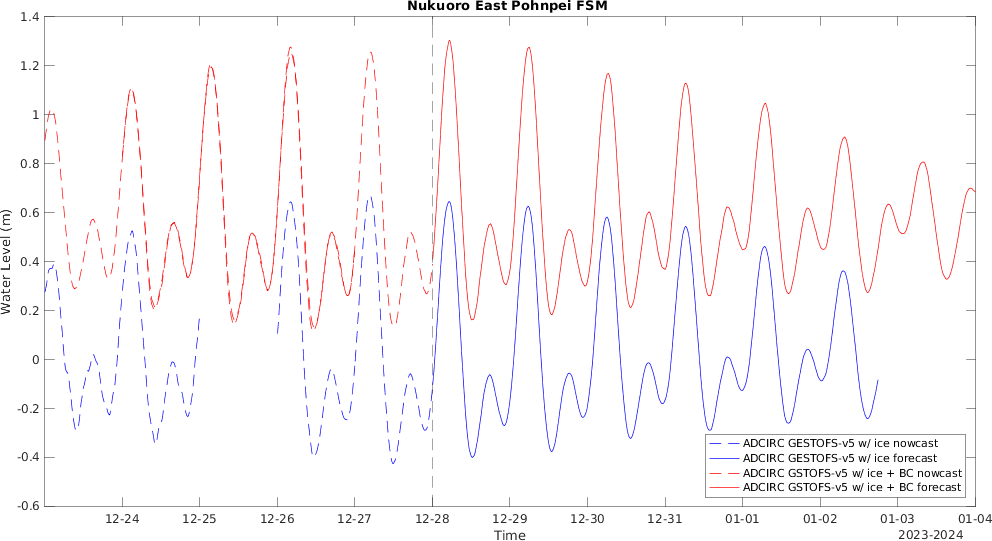 Nukuoro East Pohnpei FSM
1.4
1.2
1
0.8
0.6
0.4
0.2
0
-0.2
-0.4
-0.6
Water Level (m)
12-24 12-25 12-26 12-27 12-28 12-29 12-30 12-31 01-01 01-02 01-03 01-04
Time
2023-2024
ADCIRC GESTOFS-v5 w/ ice nowcast
ADCIRC GESTOFS-v5 w/ ice forecast
ADCIRC GSTOFS-v5 w/ ice + BC nowcast
ADCIRC GSTOFS-v5 w/ ice + BC forecast